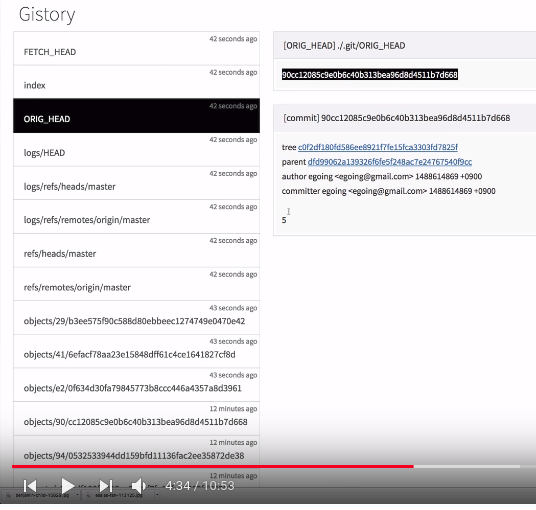 Gistory
42 seconds ago
FETCH_HEAD
42 seconds ago
index
42 seconds ago
ORIG_HEAD
42 seconds ago
logs/HEAD
42 seconds ago
logs/refs/heads/master
42 seconds ago
logs/refs/remotes/origin/master
42 seconds ago
refs/heads/master
42 seconds ago
refs/remotes/origin/master
43 seconds ago
objects/29/b3ee575f90c588d80ebbeec1274749e0470e42
43 seconds ago
objects/41/6efacf78aa23e15848dff61c4ce1641827cf8d
43 seconds ago
objects/e2/0f634d30fa79845773b8ccc446a4357a8d3961
12 minutes ago
objects/90/cc12085c9e0b6c40b313bea96d8d4511b7d668
12 minutes ago
objects/94/0532533944dd159bfd11136fac2ee35872de38
12 minutes ago
[ORIG_HEAD] ./.git/ORIG_HEAD
90cc12085c9e0b6c40b313bea96d8d4511b7d668
[commit] 90cc12085c9e0b6c40b313bea96d8d4511b7d668
tree c0f2df180fd586ee8921f7fe15fca3303fd7825f
parent dfd99062a139326f6fe5f248ac7e24767540f9cc
author egoing <egoing@gmail.com> 1488614869 +0900
committer egoing <egoing@gmail.com> 1488614869 +0900
5
4:34 / 10:53